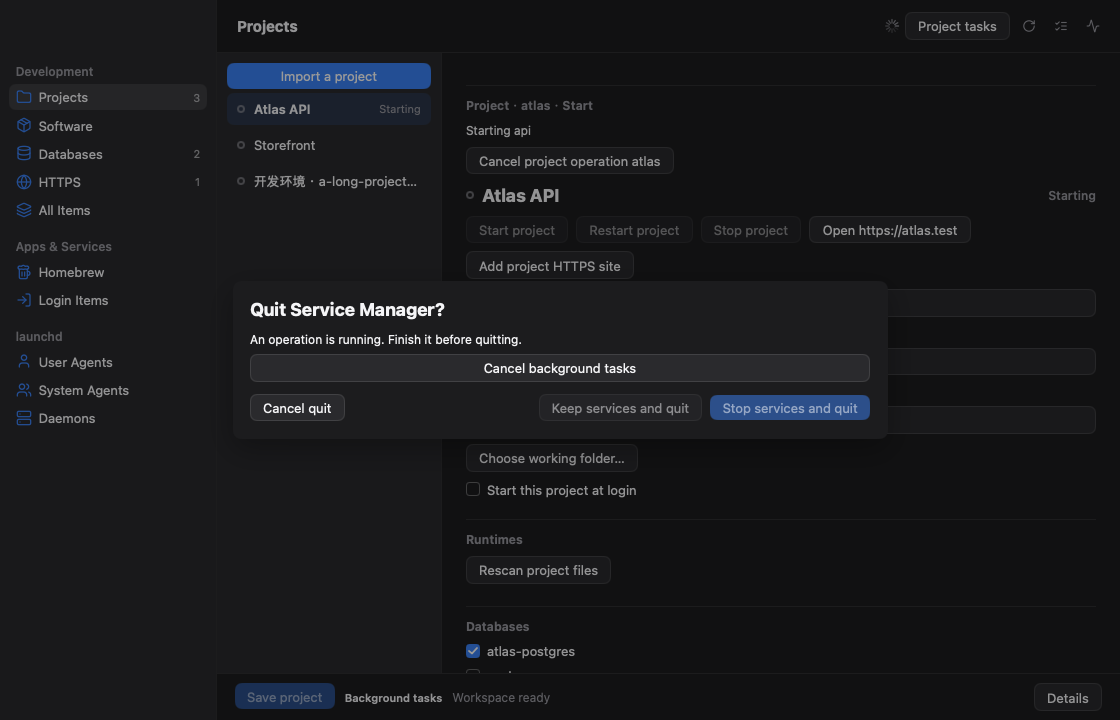 Projects
Project tasks
Development
Projects 3
Software
Databases 2
HTTPS 1
All Items
Apps & Services
Homebrew
Login Items
launchd
User Agents
System Agents
Daemons
Import a project
Atlas API Starting
Storefront
开发环境 · a-long-project...
Project · atlas · Start
Starting api
Cancel project operation atlas
Atlas API Starting
Start project Restart project Stop project Open https://atlas.test
Add project HTTPS site
Quit Service Manager?
An operation is running. Finish it before quitting.
Cancel background tasks
Cancel quit Keep services and quit Stop services and quit
Choose working folder...
Start this project at login
Runtimes
Rescan project files
Databases
atlas-postgres
Save project Background tasks Workspace ready Details